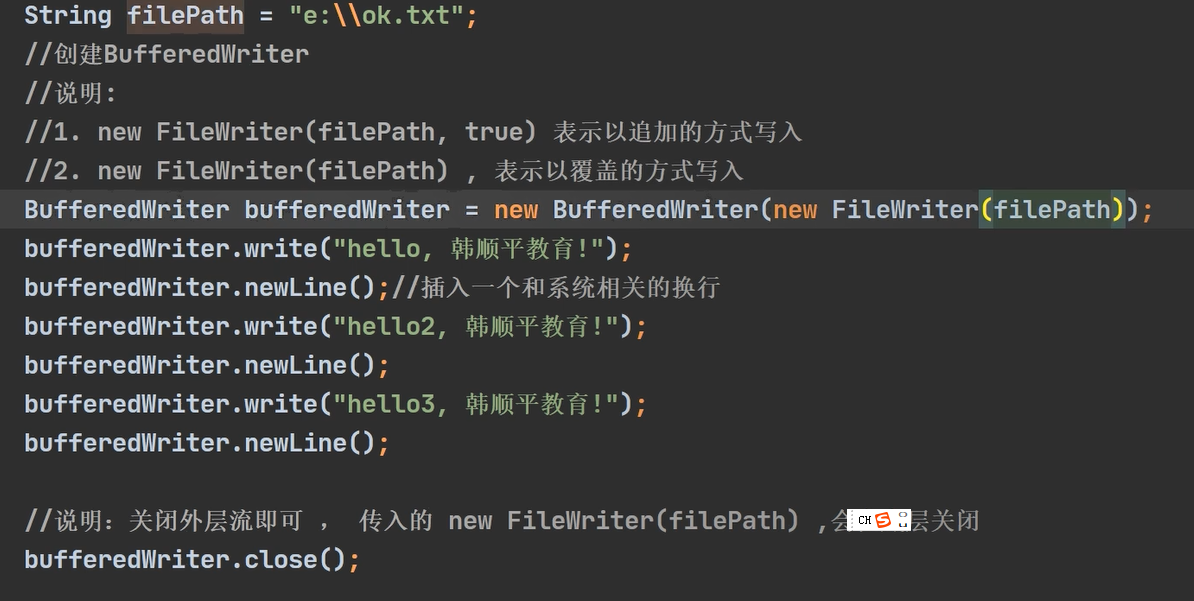 String filePath = "e:\\ok.txt";
//创建BufferedWriter
//说明:
//1. new FileWriter(filePath, true) 表示以追加的方式写入
//2. new FileWriter(filePath) , 表示以覆盖的方式写入
BufferedWriter bufferedWriter = new BufferedWriter(new FileWriter(filePath));
bufferedWriter.write("hello, 韩顺平教育!");
bufferedWriter.newLine();//插入一个和系统相关的换行
bufferedWriter.write("hello2, 韩顺平教育!");
bufferedWriter.newLine();
bufferedWriter.write("hello3, 韩顺平教育!");
bufferedWriter.newLine();
//说明：关闭外层流即可 ， 传入的 new FileWriter(filePath) ,会 CH S 层关闭
bufferedWriter.close();